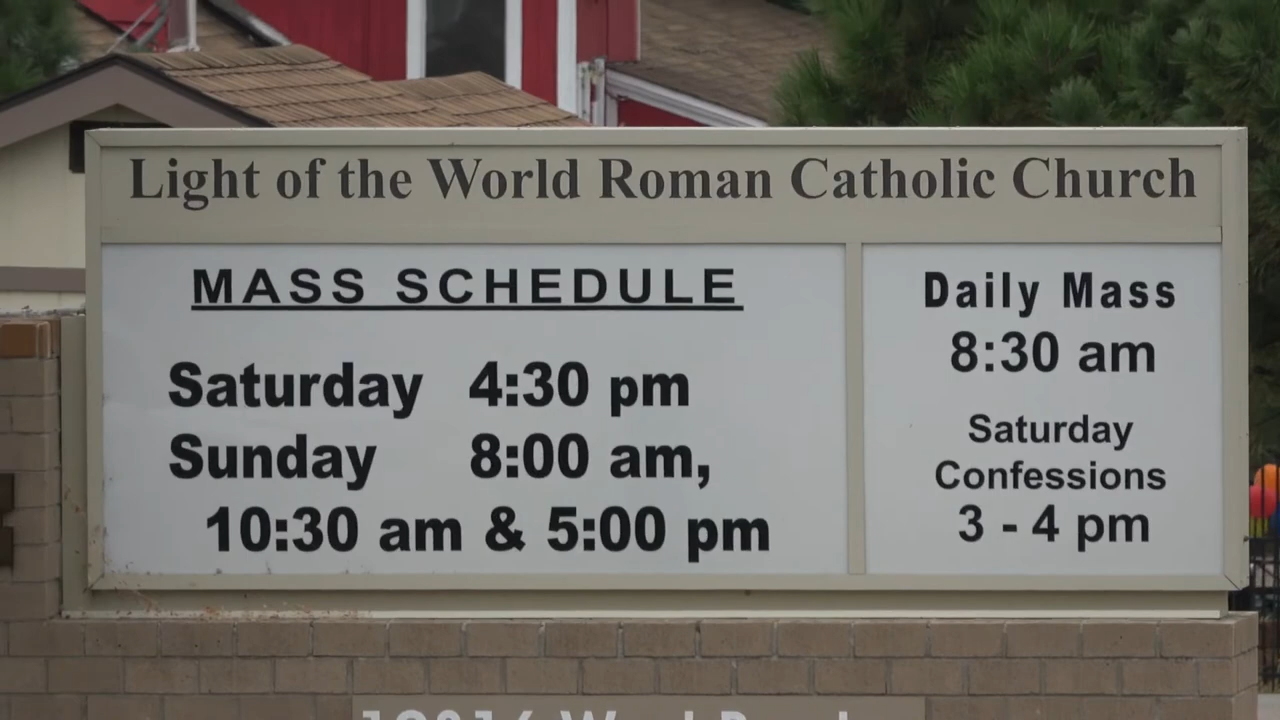 Light of the World Roman Catholic Church
MASS SCHEDULE
Saturday 4:30 pm
Sunday 8:00 am,
10:30 am & 5:00 pm
Daily Mass
8:30 am
Saturday
Confessions
3 - 4 pm